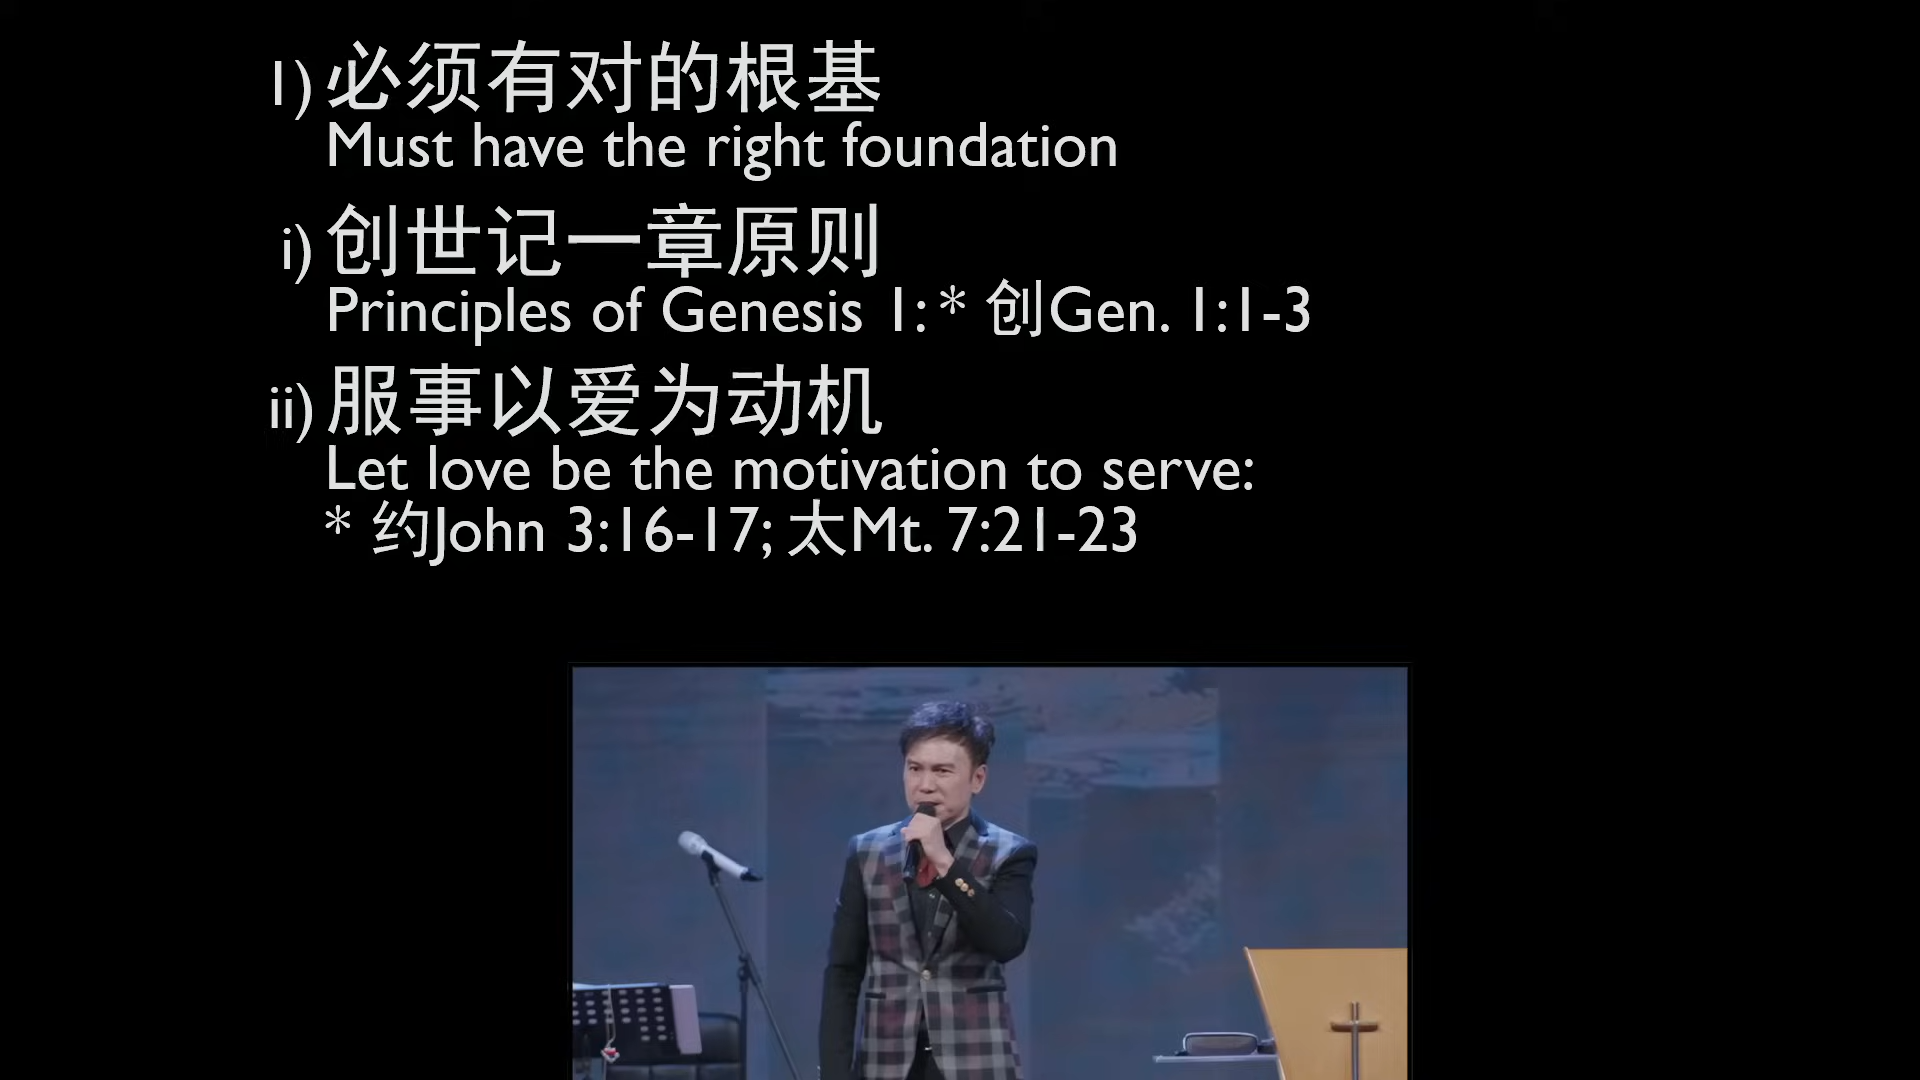 1) 必须有对的根基
Must have the right foundation
i) 创世记一章原则
Principles of Genesis 1: * 创Gen. 1:1-3
ii) 服事以爱为动机
Let love be the motivation to serve:
* 约John 3:16-17; 太Mt. 7:21-23